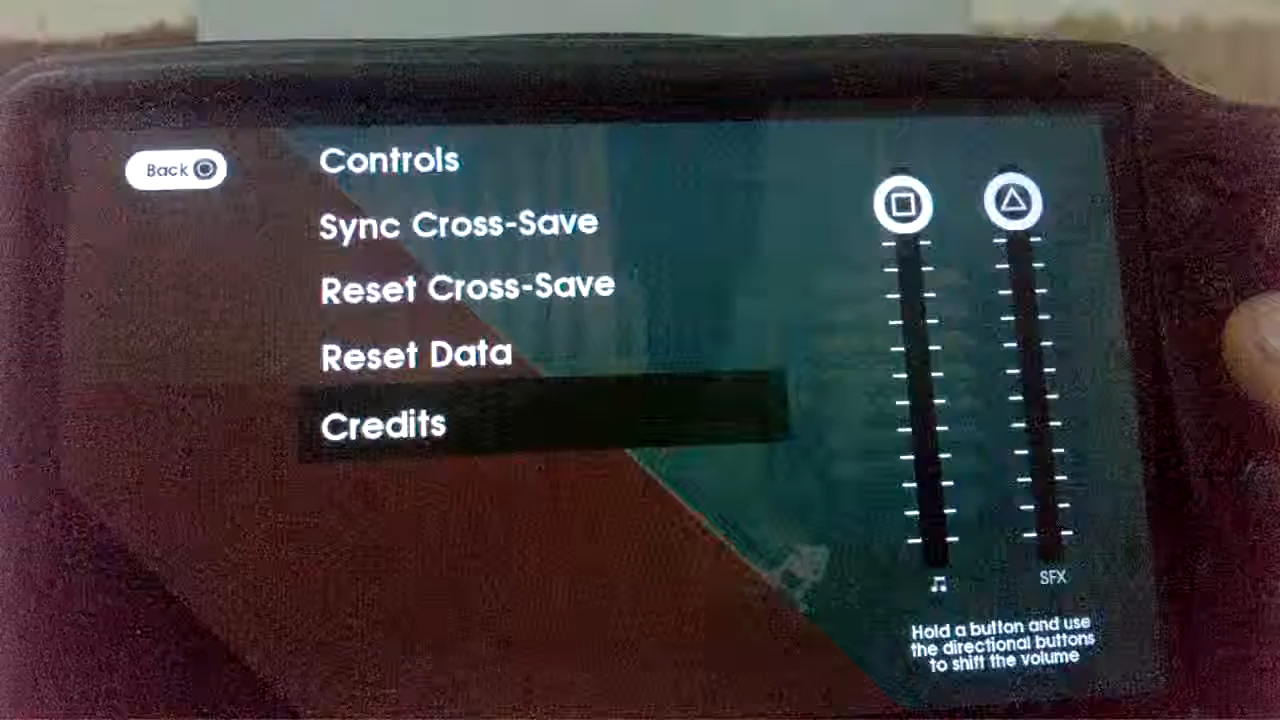 Back
Controls
Sync Cross-Save
Reset Cross-Save
Reset Data
Credits
SFX
Hold a button and use
the directional buttons
to shift the volume